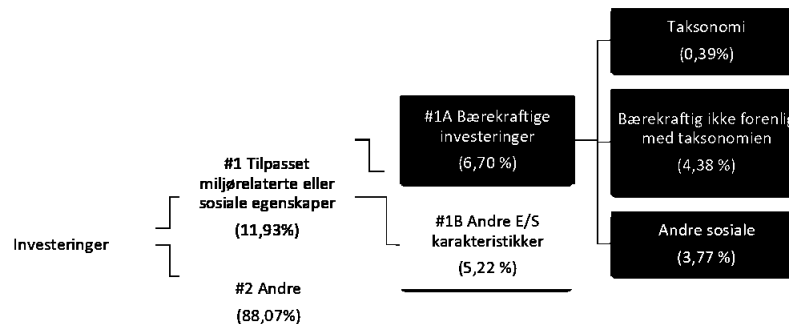 Investeringer
#1 Tilpasset
miljørelaterte eller
sosiale egenskaper
(11,93%)
#2 Andre
(88,07%)
#1A Bærekraftige
investeringer
(6,70 %)
#1B Andre E/S
karakteristikker
(5,22 %)
Taksonomi
(0,39%)
Bærekraftig ikke forenlig
med taksonomien
(4,38 %)
Andre sosiale
(3,77 %)